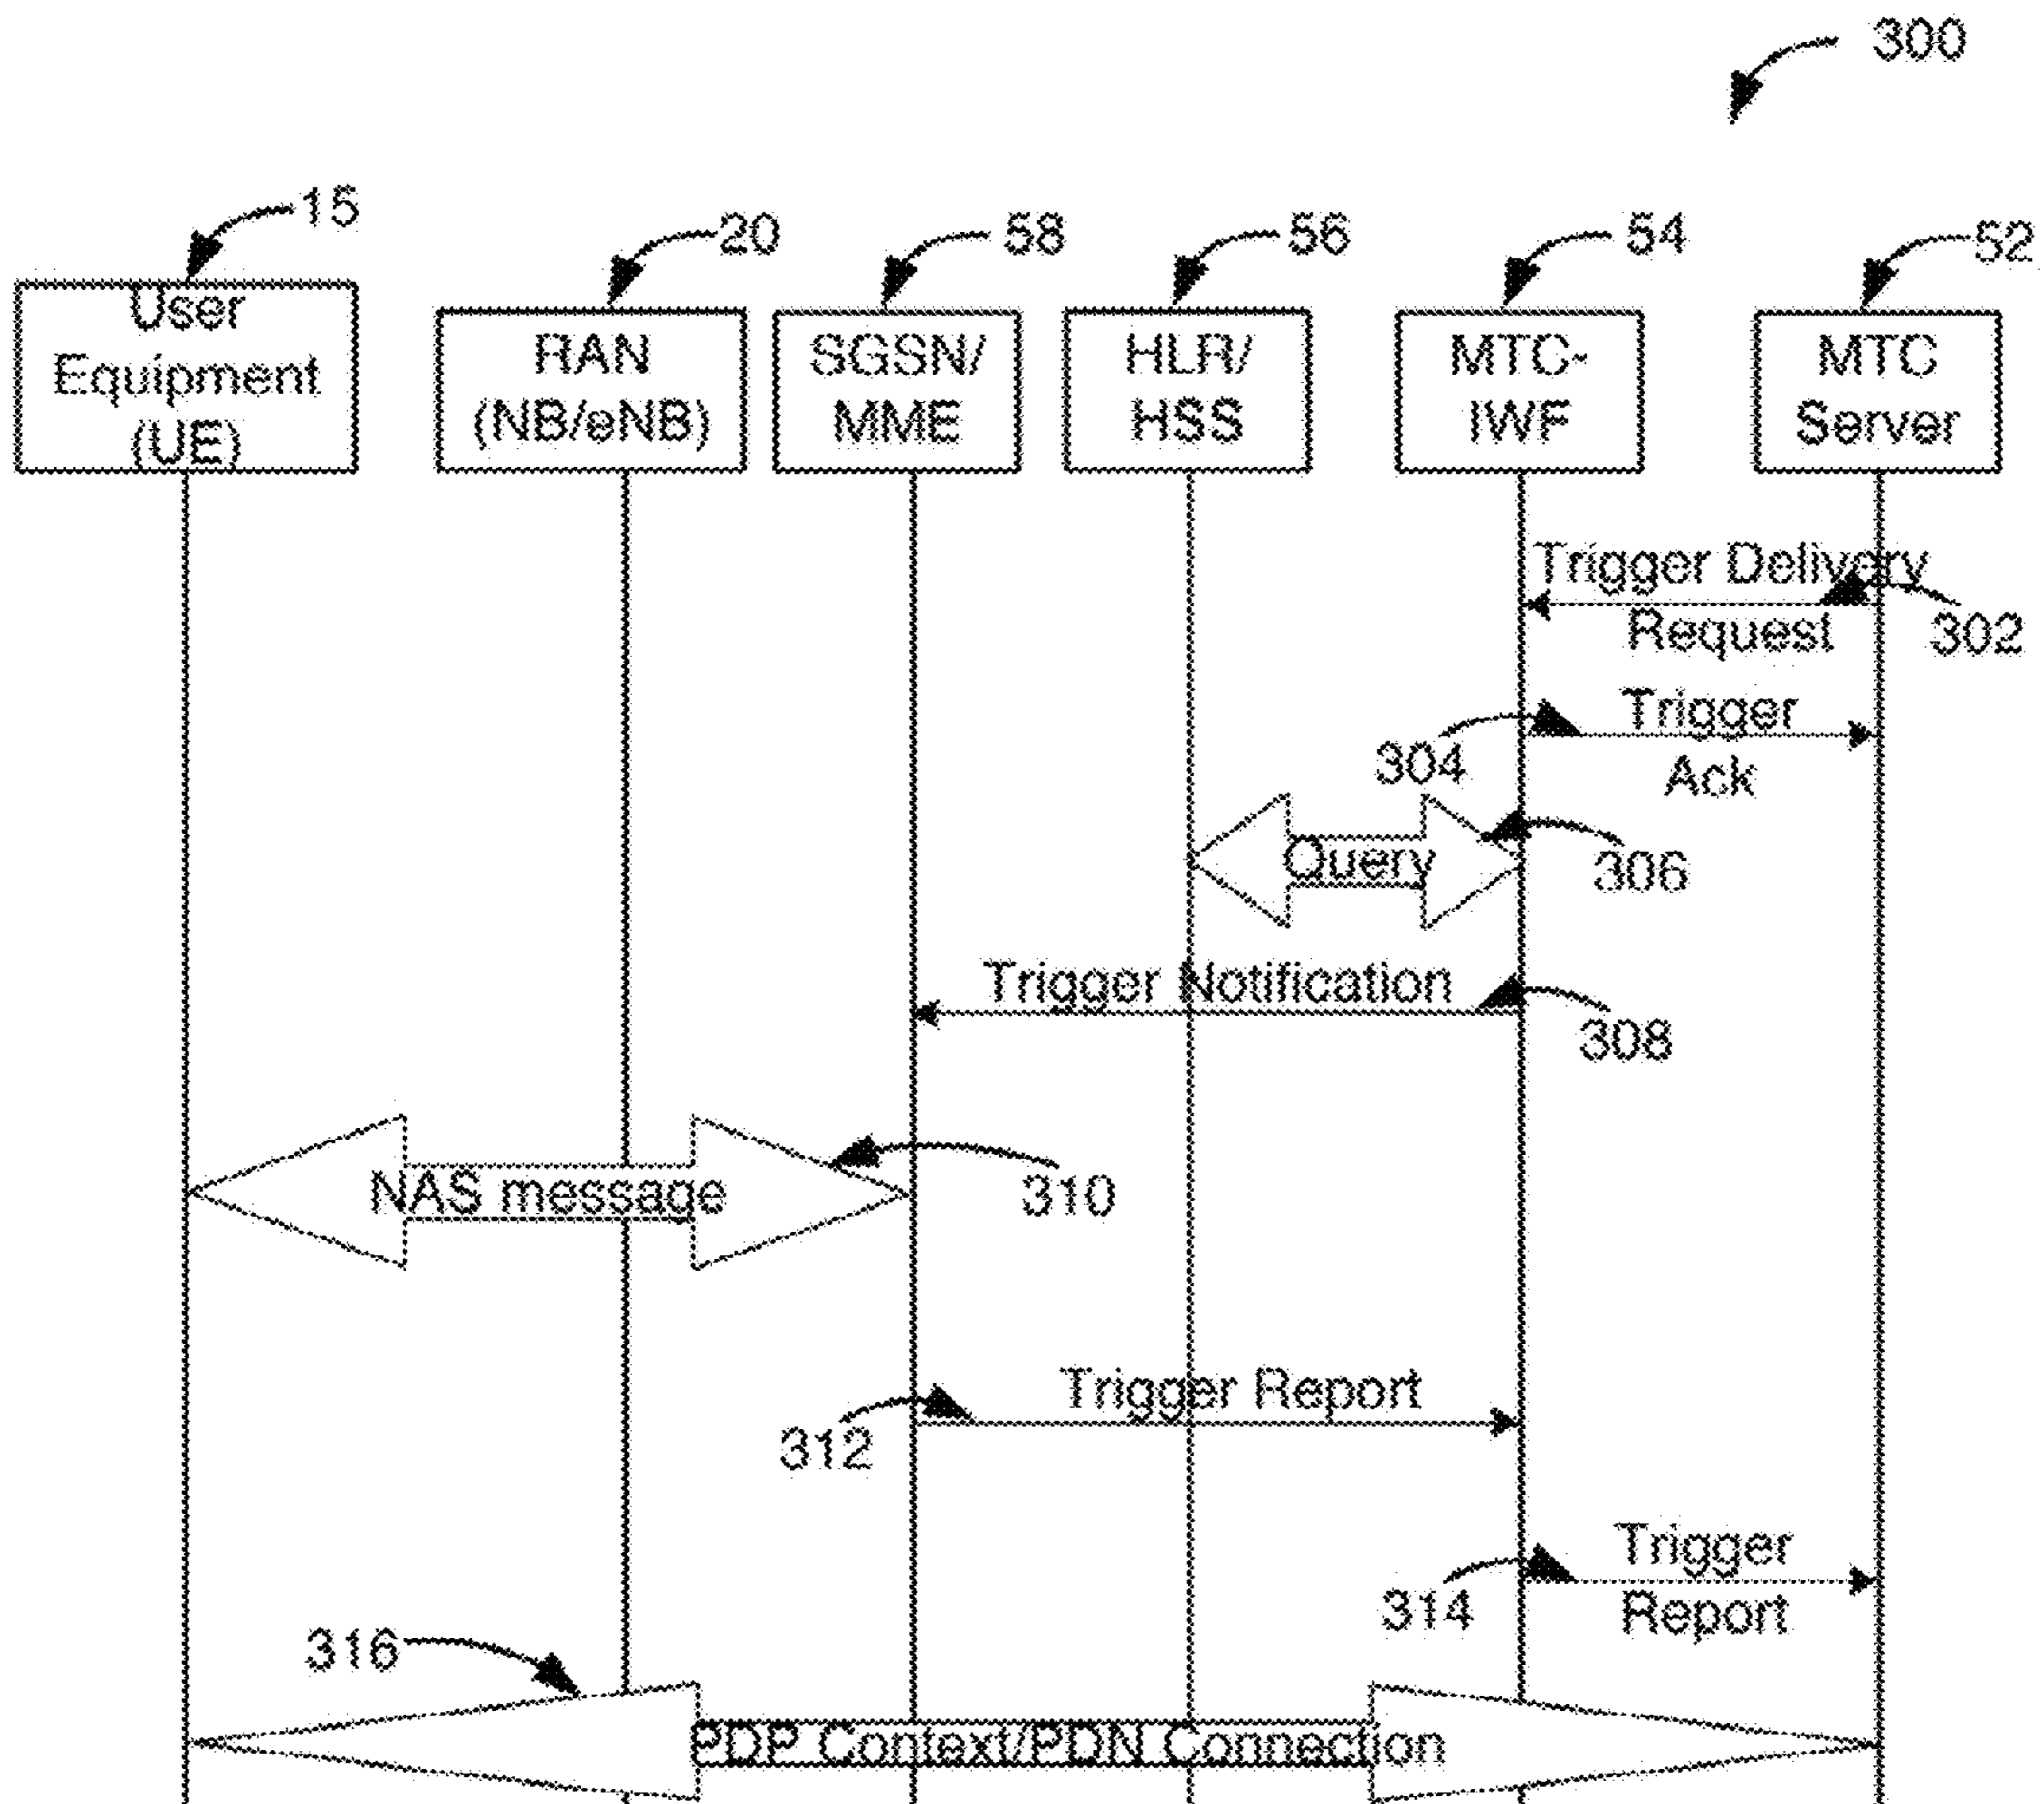 300
15
20
58
56
54
52
User
Equipment
(UE)
RAN
(NB/eNB)
SGSN/
MME
HLR/
HSS
MTC-
IWF
MTC
Server
Trigger Delivery
Request
302
Trigger
Ack
304
Query
306
Trigger Notification
308
NAS message
310
Trigger Report
312
Trigger
Report
314
316
PDP Context/PDN Connection